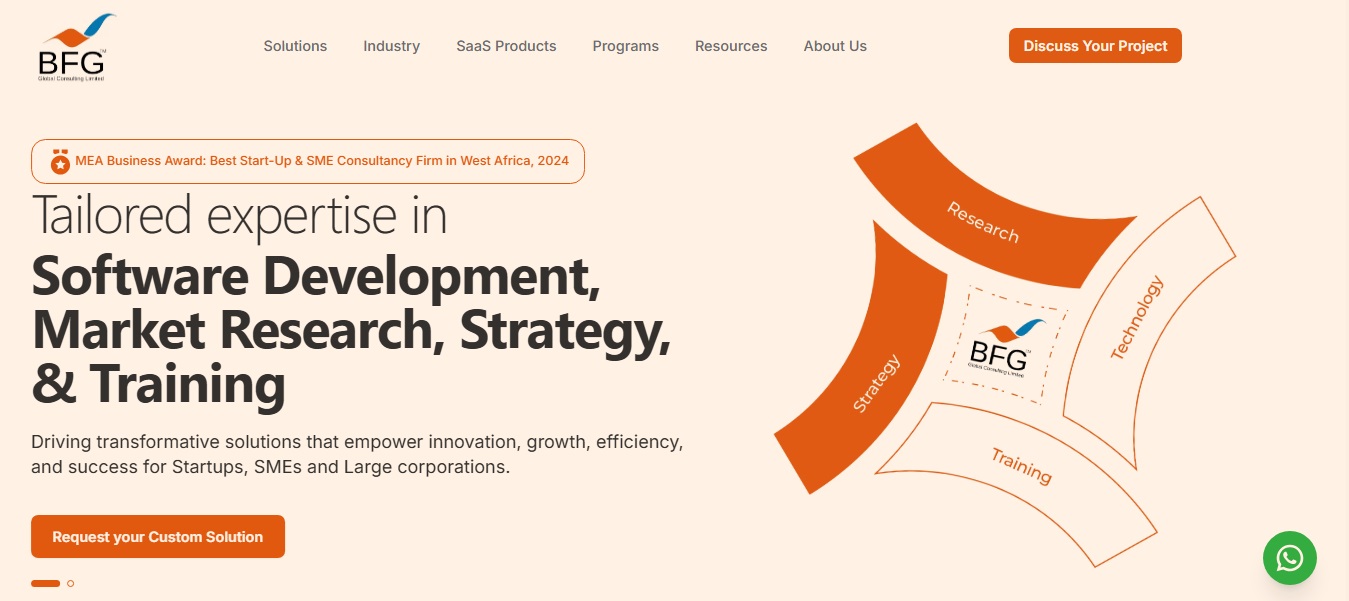 BFG
TM
Global Consulting Limited
Solutions
Industry
SaaS Products
Programs
Resources
About Us
Discuss Your Project
MEA Business Award: Best Start-Up & SME Consultancy Firm in West Africa, 2024
Tailored expertise in
Software Development,
Market Research, Strategy,
& Training
Driving transformative solutions that empower innovation, growth, efficiency,
and success for Startups, SMEs and Large corporations.
Request your Custom Solution
Research
Technology
Strategy
BFG
TM
Global Consulting Limited
Training